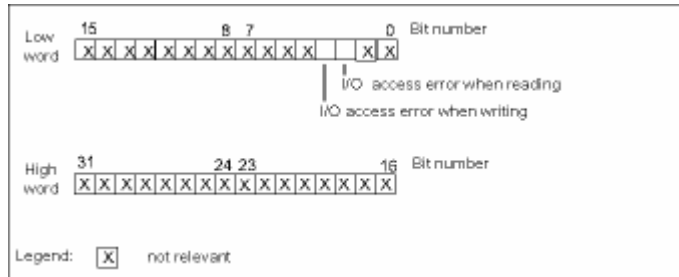 15 8 7 0 Bit number
Low word X X X X X X X X X X X X X X
I/O access error when reading
I/O access error when writing
31 24 23 16 Bit number
High word X X X X X X X X X X X X X X X X
Legend: X not relevant